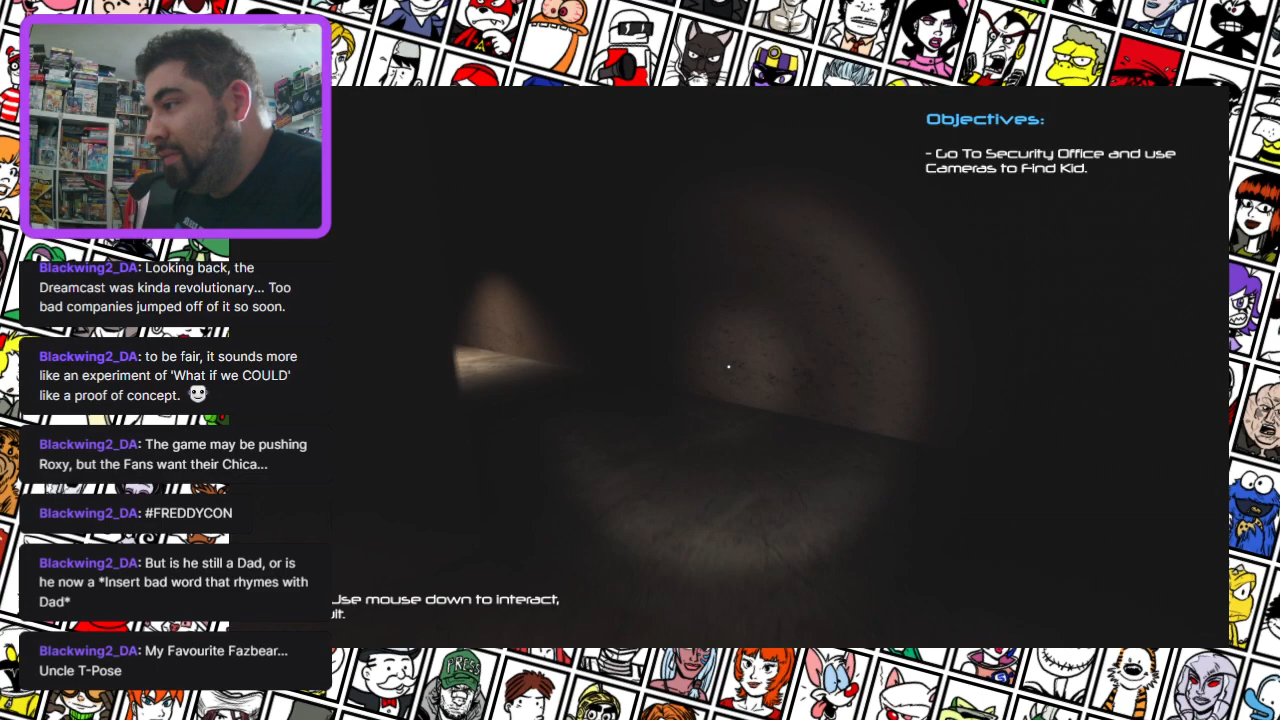 Objectives:
- Go To Security Office and use
Cameras to Find Kid.
Blackwing2_DA: Looking back, the
Dreamcast was kinda revolutionary... Too
bad companies jumped off of it so soon.
Blackwing2_DA: to be fair, it sounds more
like an experiment of 'What if we COULD'
like a proof of concept.
Blackwing2_DA: The game may be pushing
Roxy, but the Fans want their Chica...
Blackwing2_DA: #FREDDYCON
Blackwing2_DA: But is he still a Dad, or is
he now a *Insert bad word that rhymes with
Dad*
Use mouse down to interact,
Blackwing2_DA: My Favourite Fazbear...
Uncle T-Pose
PRESS